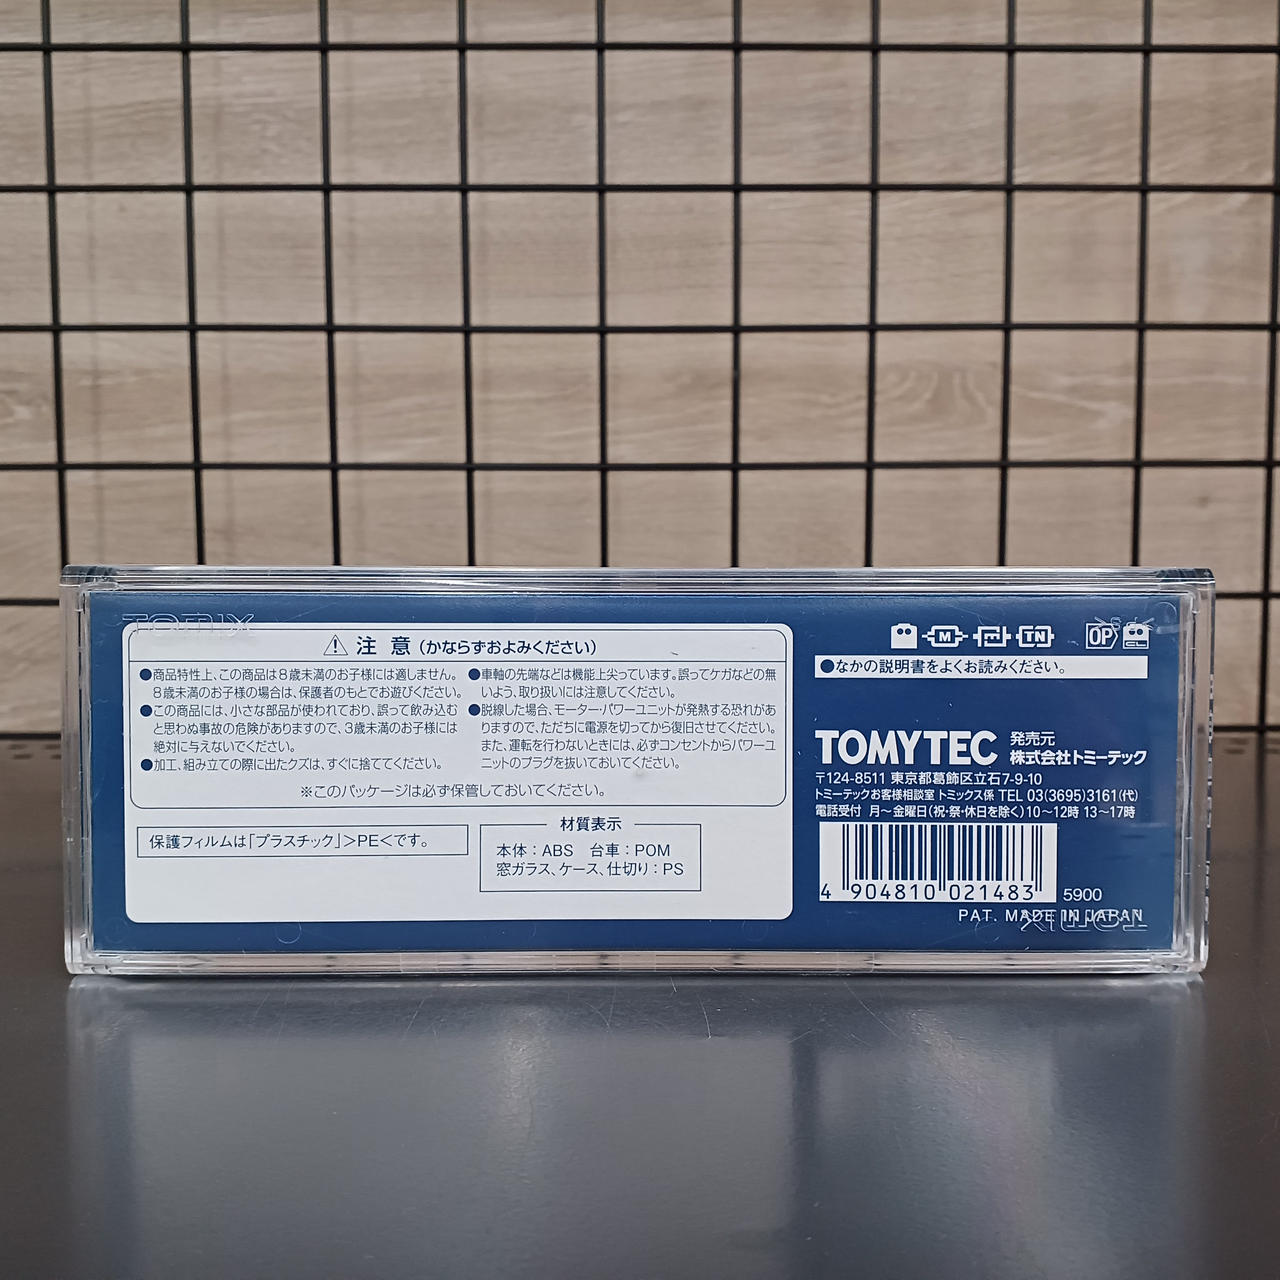 TOMIX
注 意 (かならずおよみください)
●商品特性上、この商品は8歳未満のお子様には適しません。
8歳未満のお子様の場合は、保護者のもとでお遊びください。
●この商品には、小さな部品が使われており、誤って飲み込む
と思わぬ事故の危険がありますので、3歳未満のお子様には
絶対に与えないでください。
●加工、組み立ての際に出たクズは、すぐに捨ててください。
●車軸の先端などは機能上尖っています。誤ってケガなどの無
いよう、取り扱いには注意してください。
●脱線した場合、モーター・パワーユニットが発熱する恐れがあ
りますので、ただちに電源を切ってから復旧させてください。
また、運転を行わないときには、必ずコンセントからパワーユ
ニットのプラグを抜いておいてください。
※このパッケージは必ず保管しておいてください。
保護フィルムは「プラスチック」>PE<です。
材質表示
本体：ABS 台車：POM
窓ガラス、ケース、仕切り：PS
M TN OP EL
●なかの説明書をよくお読みください。
TOMYTEC 発売元
株式会社トミーテック
〒124-8511 東京都葛飾区立石7-9-10
トミーテックお客様相談室 トミックス係 TEL 03(3695)3161(代)
電話受付 月～金曜日(祝・祭・休日を除く)10～12時 13～17時
4 904810 021483
5900
PAT. MADE IN JAPAN
TOMIX